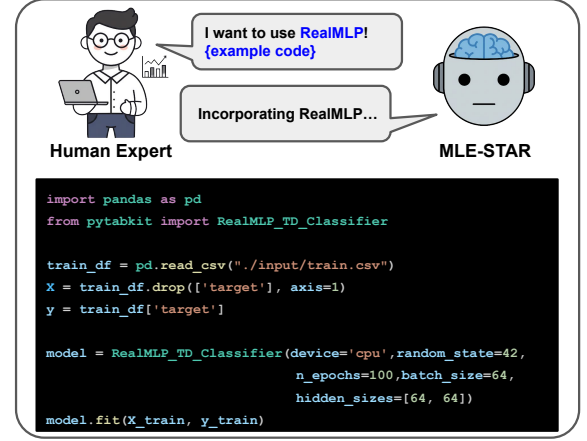 I want to use RealMLP!
{example code}
Incorporating RealMLP…
Human Expert
MLE-STAR
import pandas as pd
from pytabkit import RealMLP_TD_Classifier
train_df = pd.read_csv("./input/train.csv")
X = train_df.drop(['target'], axis=1)
y = train_df['target']
model = RealMLP_TD_Classifier(device='cpu',random_state=42,
n_epochs=100,batch_size=64,
hidden_sizes=[64, 64])
model.fit(X_train, y_train)